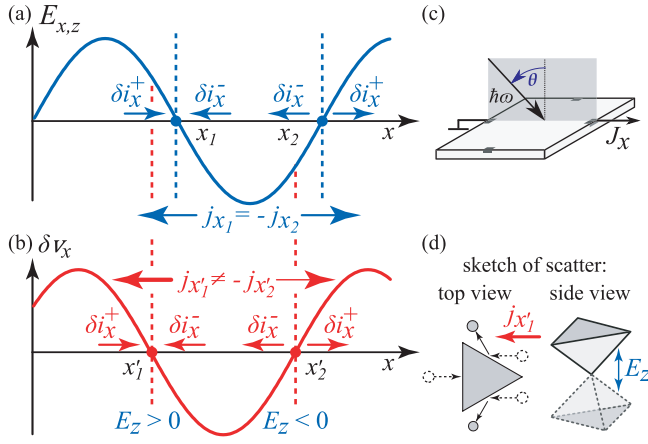 (a)
E_{x,z}
δi_x^+
δi_x^-
δi_x^-
δi_x^+
x_1
x_2
x
j_{x_1} = -j_{x_2}
(b)
δv_x
j_{x'_1} ≠ -j_{x'_2}
δi_x^+
δi_x^-
δi_x^-
δi_x^+
x'_1
x'_2
x
E_z > 0
E_z < 0
(c)
θ
ħω
J_x
(d)
sketch of scatter:
top view
side view
j_{x'_1}
E_z